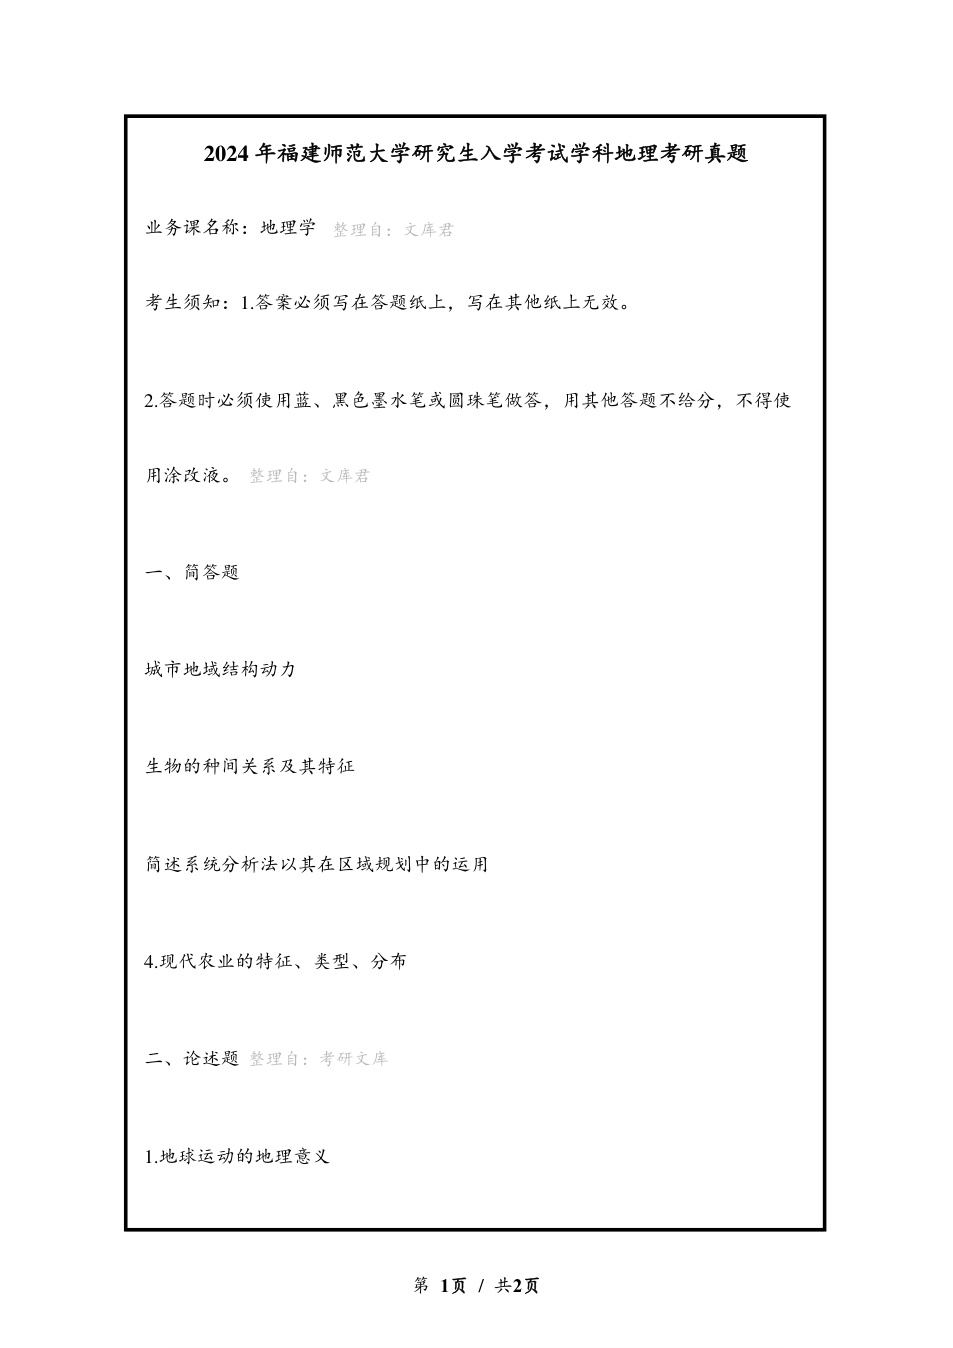 2024 年福建师范大学研究生入学考试学科地理考研真题
业务课名称：地理学 整理自：文库君
考生须知：1.答案必须写在答题纸上，写在其他纸上无效。
2.答题时必须使用蓝、黑色墨水笔或圆珠笔做答，用其他答题不给分，不得使
用涂改液。 整理自：文库君
一、简答题
城市地域结构动力
生物的种间关系及其特征
简述系统分析法以其在区域规划中的运用
4.现代农业的特征、类型、分布
二、论述题 整理自：考研文库
1.地球运动的地理意义
第 1页 / 共2页